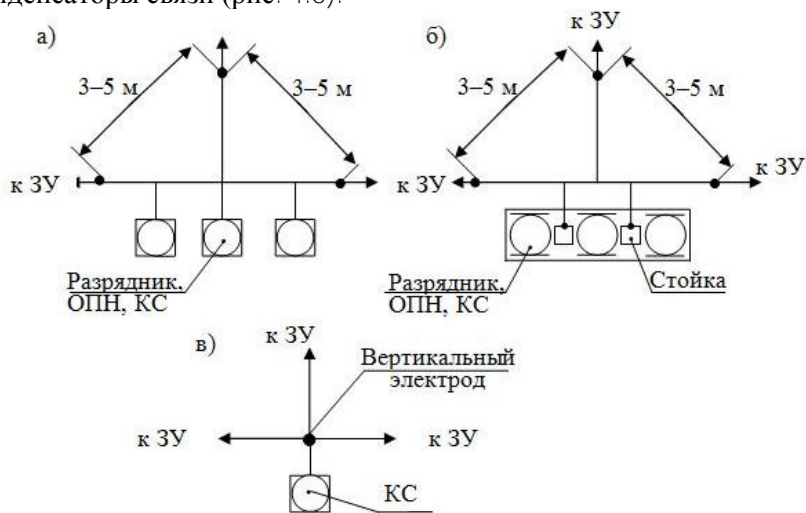 а)
б)
3–5 м
3–5 м
к ЗУ
3–5 м
3–5 м
к ЗУ
к ЗУ
к ЗУ
Разрядник,
ОПН, КС
Разрядник,
ОПН, КС
Стойка
в)
к ЗУ
Вертикальный
электрод
к ЗУ
к ЗУ
КС